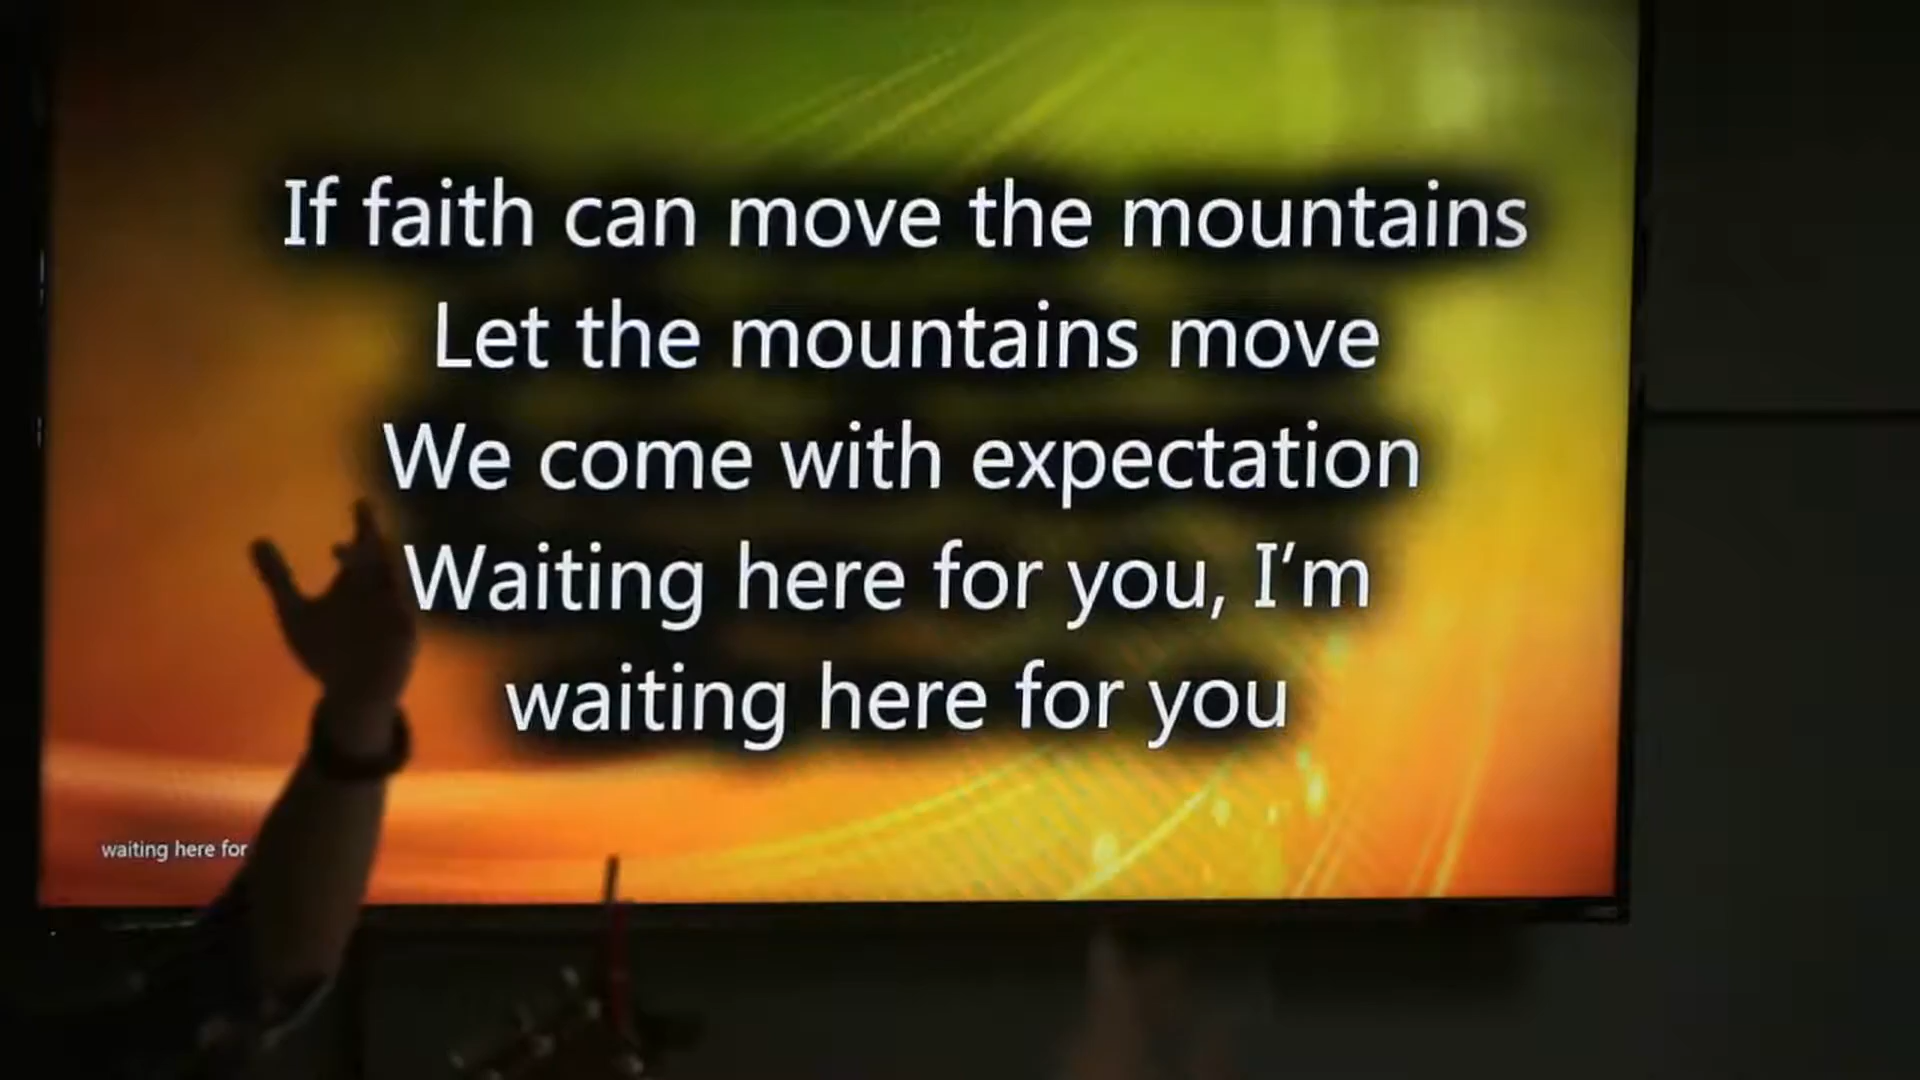 If faith can move the mountains
Let the mountains move
We come with expectation
Waiting here for you, I’m
waiting here for you
waiting here for